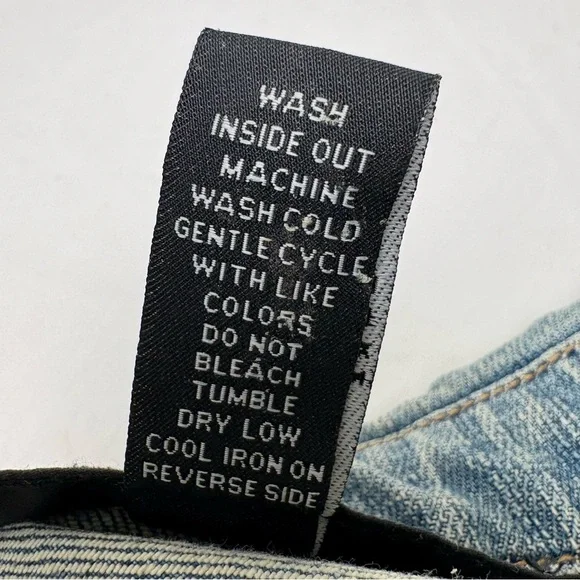 WASH
INSIDE OUT
MACHINE
WASH COLD
GENTLE CYCLE
WITH LIKE
COLORS
DO NOT
BLEACH
TUMBLE
DRY LOW
COOL IRON ON
REVERSE SIDE